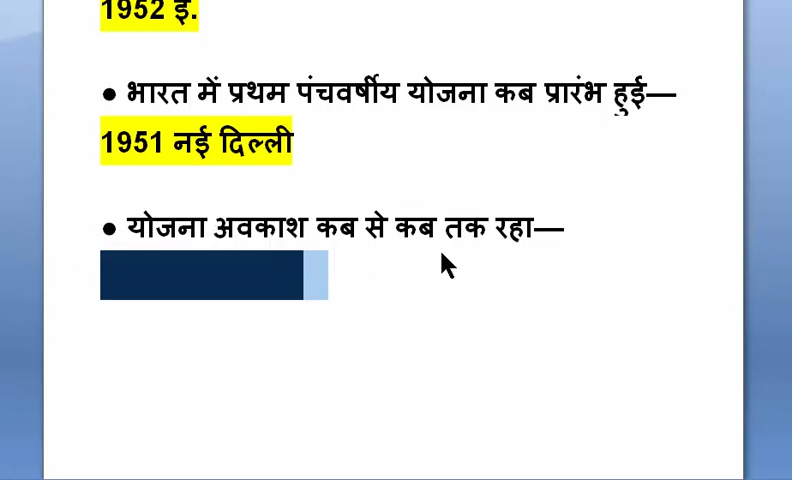 1952 ई.
● भारत में प्रथम पंचवर्षीय योजना कब प्रारंभ हुई—
1951 नई दिल्ली
● योजना अवकाश कब से कब तक रहा—